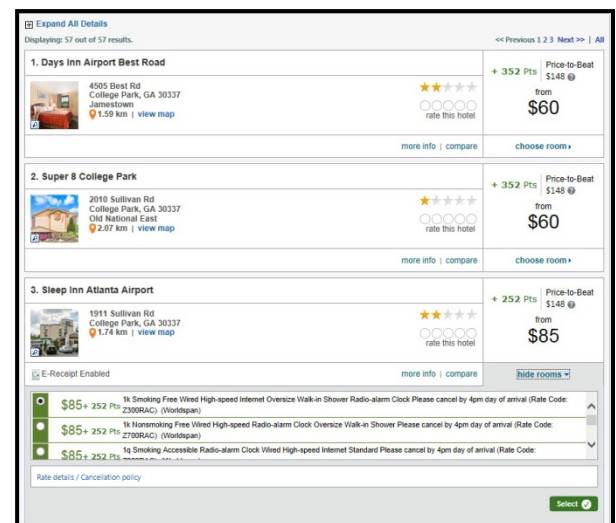 Expand All Details
Displaying: 57 out of 57 results.
<< Previous 1 2 3 Next >> | All
1. Days Inn Airport Best Road
4505 Best Rd
College Park, GA 30337
Jamestown
1.59 km | view map
rate this hotel
+ 352 Pts
Price-to-Beat
$148
from
$60
more info | compare
choose room
2. Super 8 College Park
2010 Sullivan Rd
College Park, GA 30337
Old National East
2.07 km | view map
rate this hotel
+ 352 Pts
Price-to-Beat
$148
from
$60
more info | compare
choose room
3. Sleep Inn Atlanta Airport
1911 Sullivan Rd
College Park, GA 30337
1.74 km | view map
rate this hotel
+ 252 Pts
Price-to-Beat
$148
from
$85
E-Receipt Enabled
more info | compare
hide rooms
$85+ 252 Pts 1k Smoking Free Wired High-speed Internet Oversize Walk-in Shower Radio-alarm Clock Please cancel by 4pm day of arrival (Rate Code:
Z300RAC) (Worldspan)
$85+ 252 Pts 1k Nonsmoking Free Wired High-speed Radio-alarm Clock Oversize Walk-in Shower Please cancel by 4pm day of arrival (Rate Code:
Z700RAC) (Worldspan)
$85+ 252 Pts 1q Smoking Accessible Radio-alarm Clock Wired High-speed Internet Standard Please cancel by 4pm day of arrival (Rate Code:
Rate details / Cancellation policy
Select